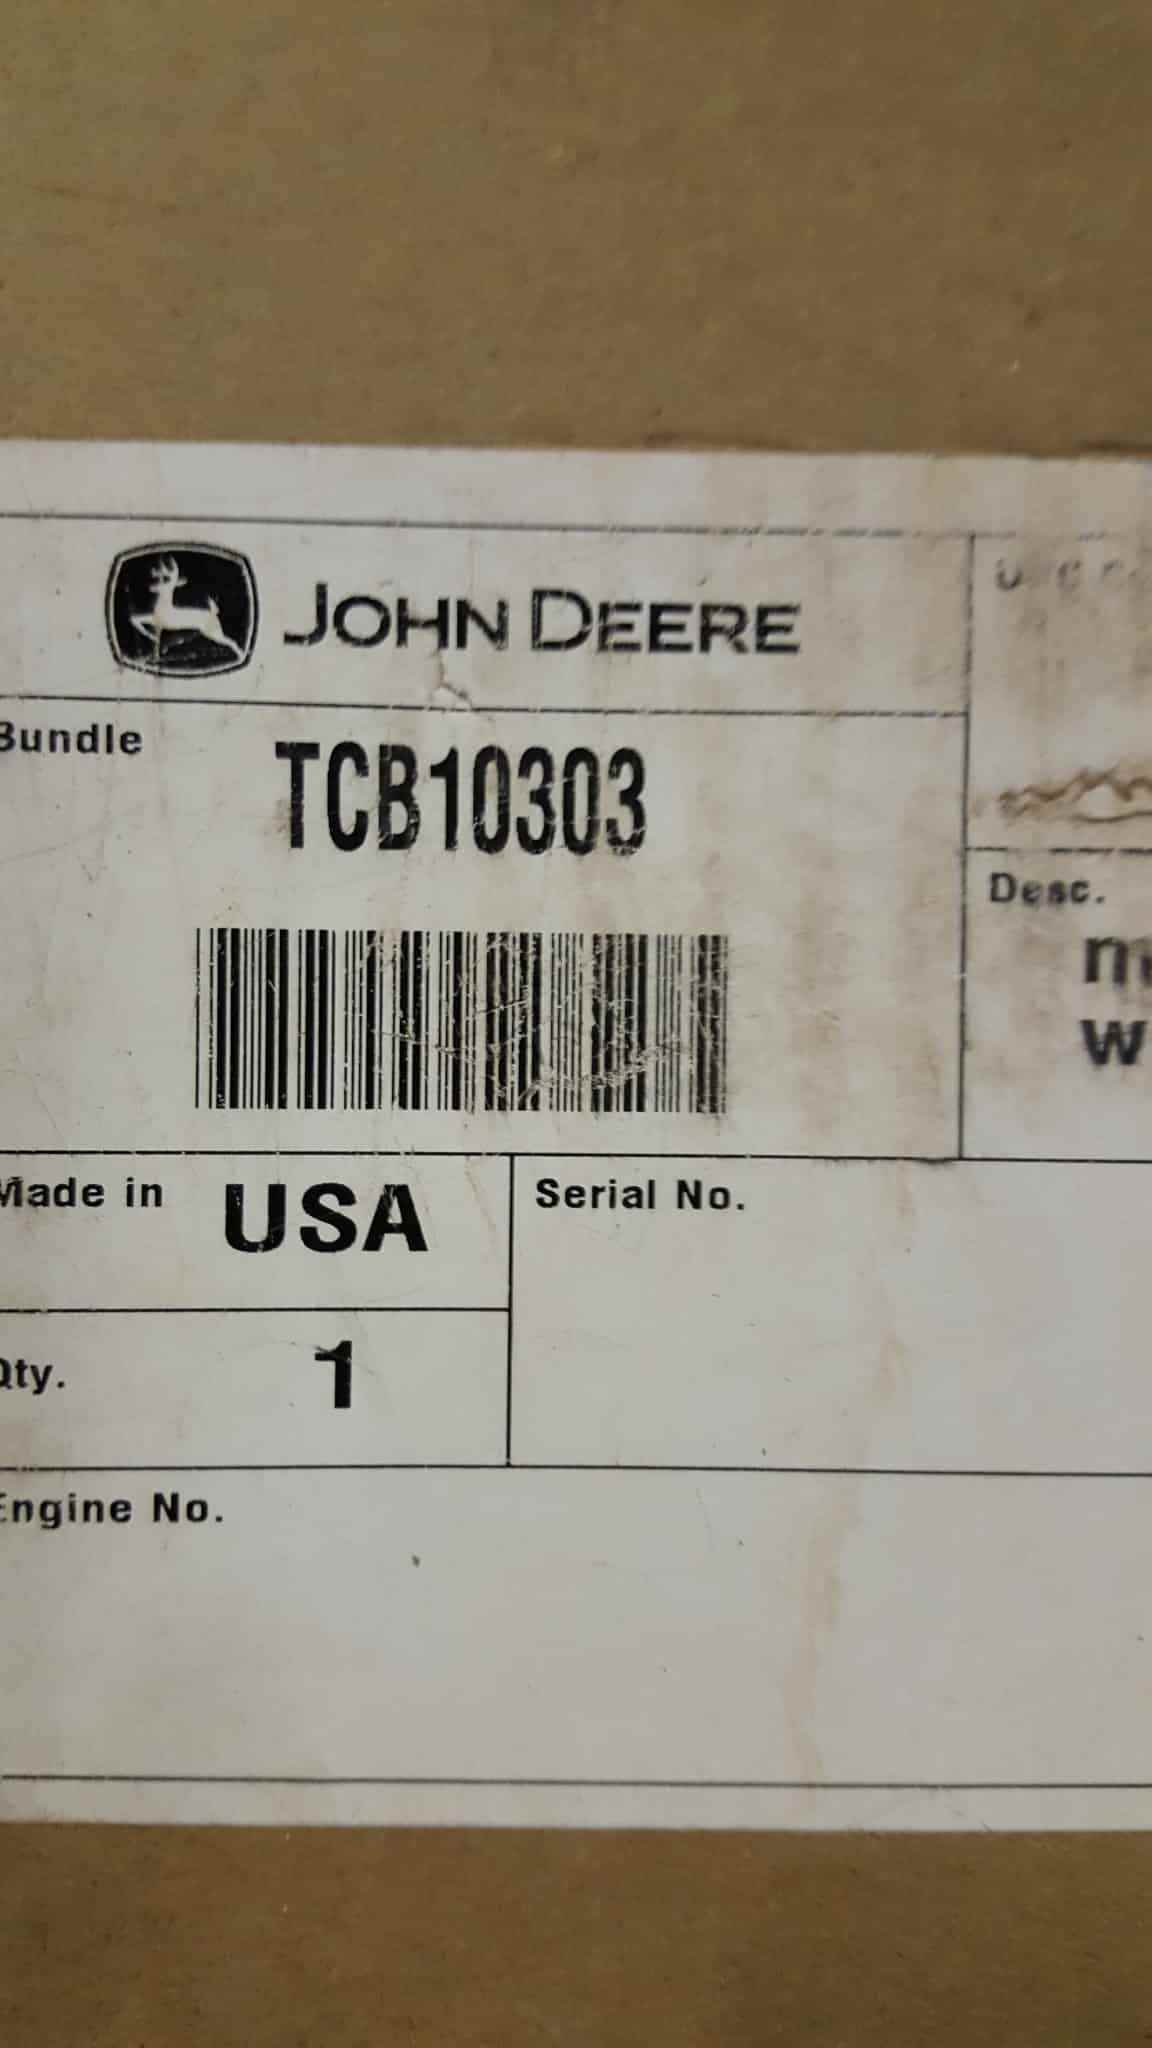 JOHN DEERE
Bundle
TCB10303
Desc.
Made in USA
Serial No.
Qty. 1
Engine No.